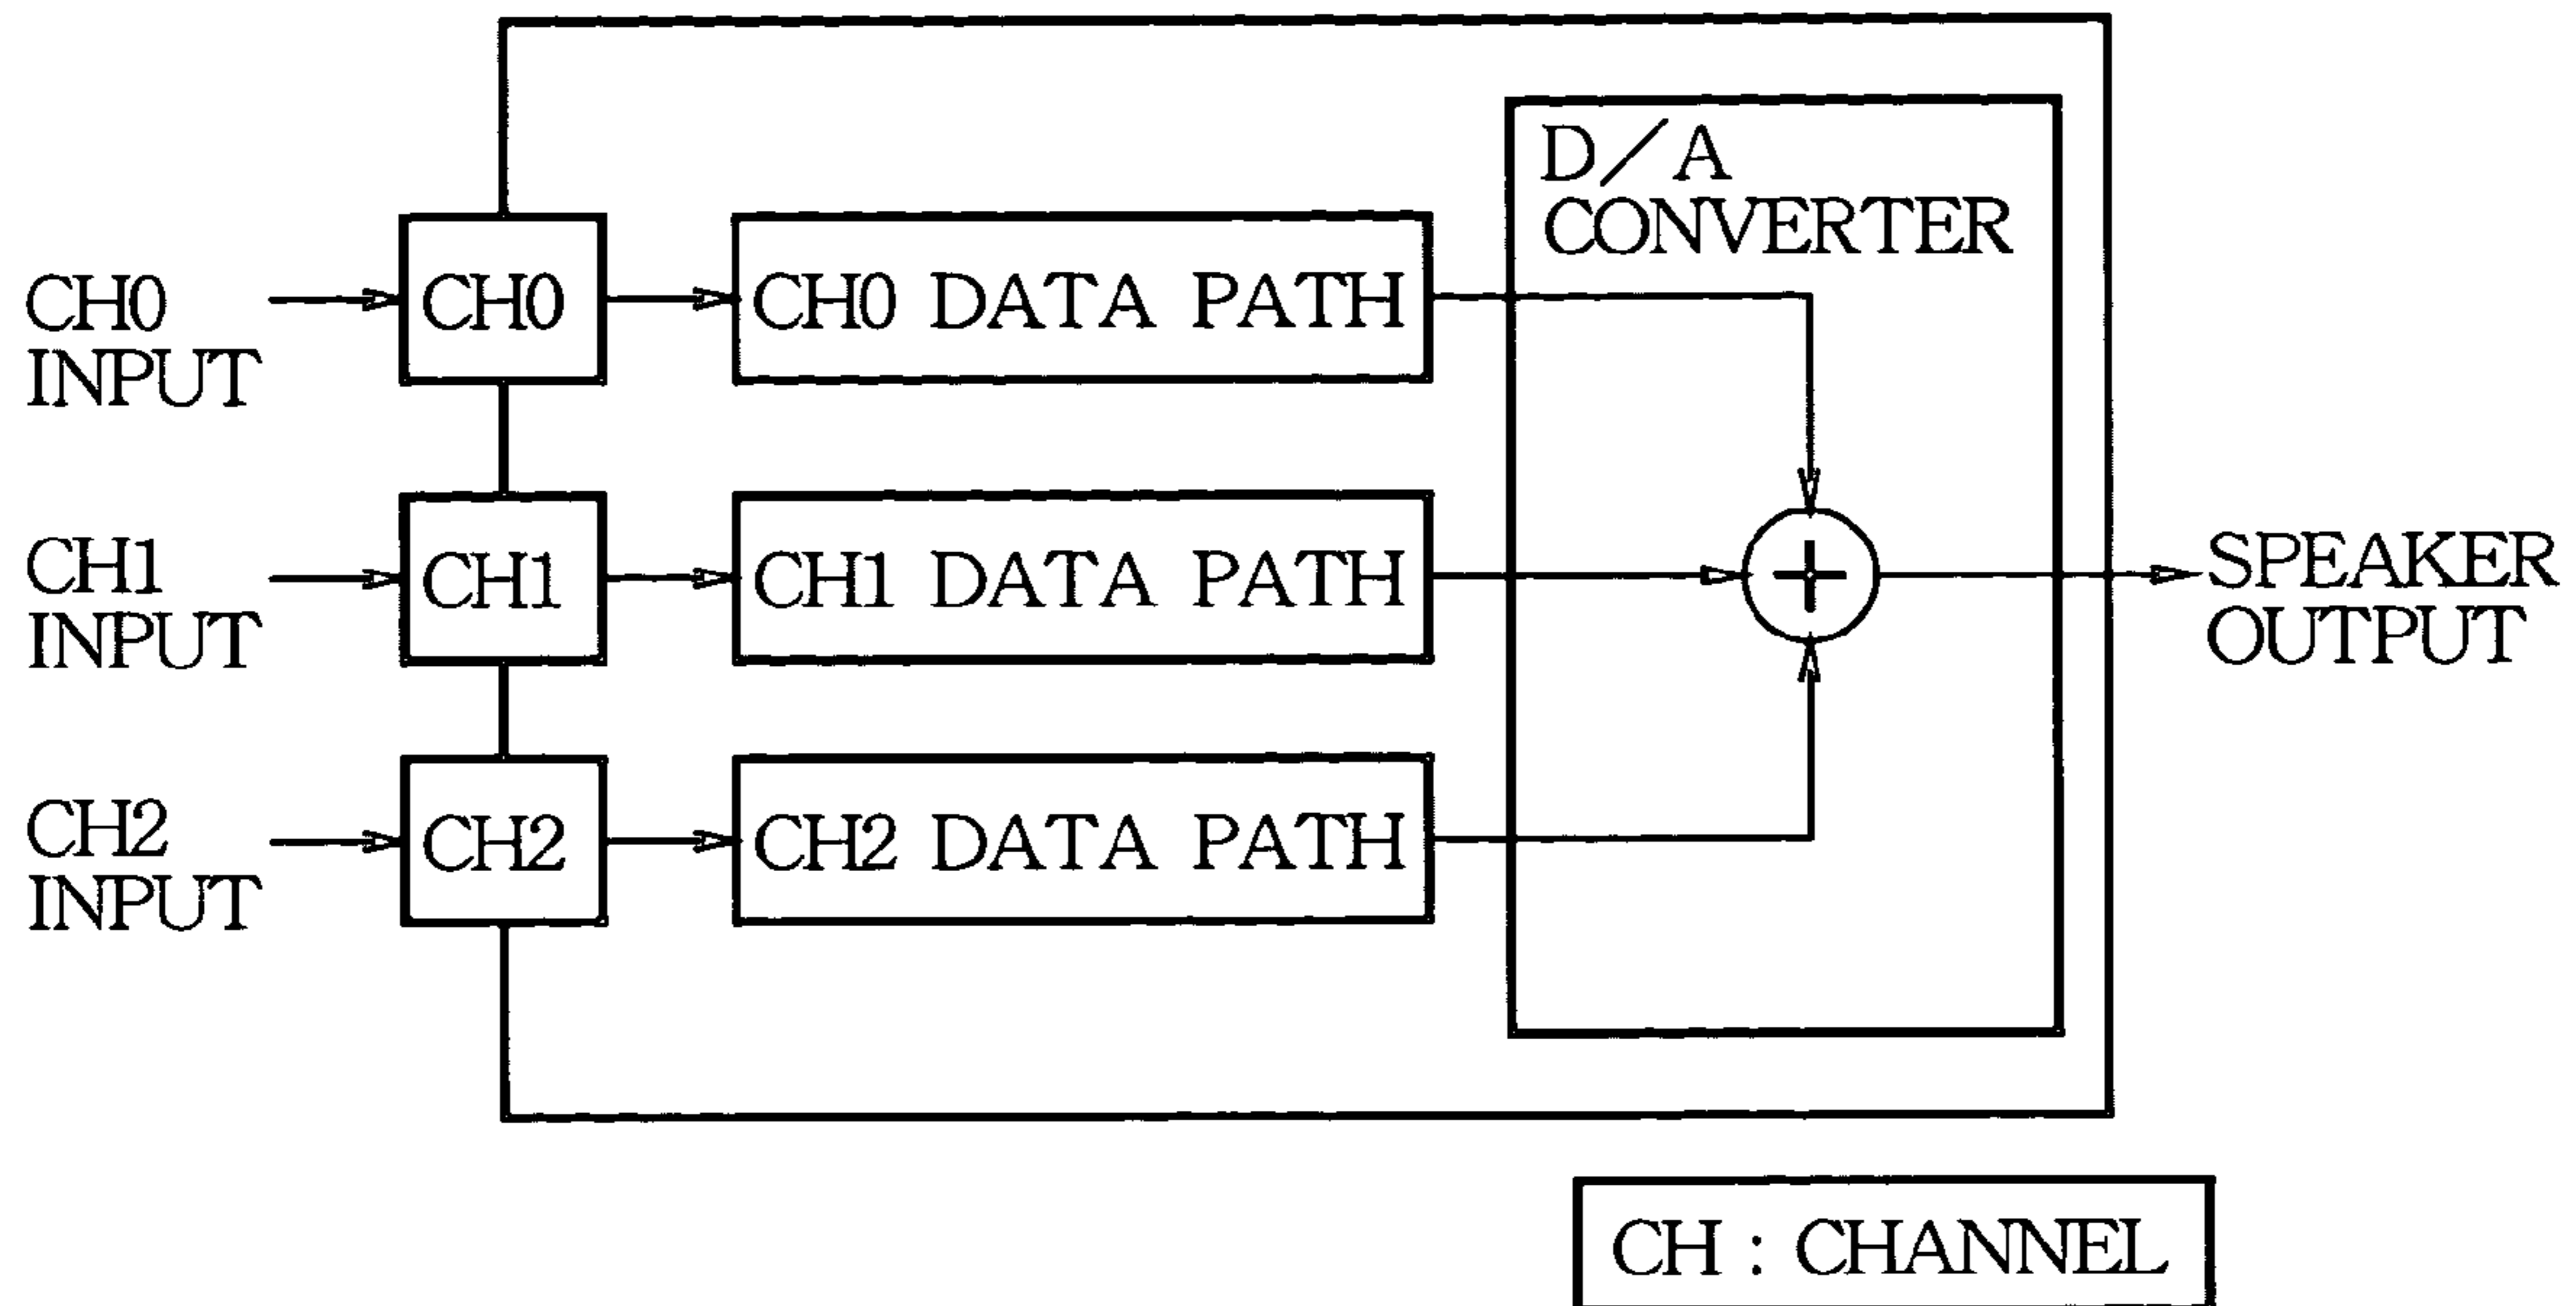 D/A
CONVERTER
CH0
INPUT
CH0
CH0 DATA PATH
CH1
INPUT
CH1
CH1 DATA PATH
+
SPEAKER
OUTPUT
CH2
INPUT
CH2
CH2 DATA PATH
CH : CHANNEL